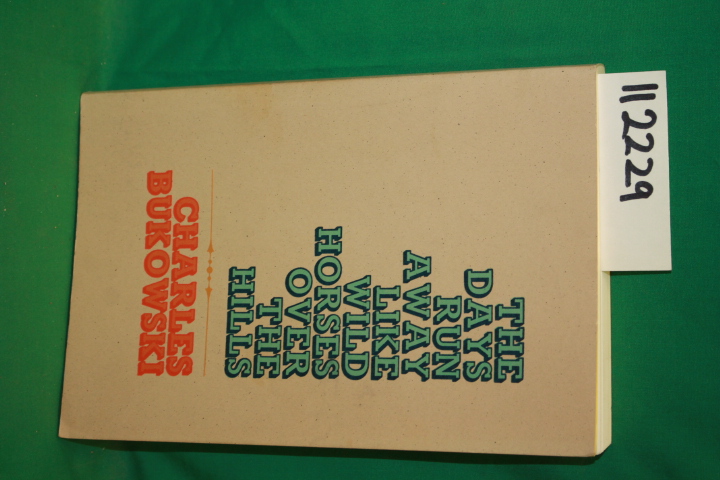 THE
DAYS
RUN
AWAY
LIKE
WILD
HORSES
OVER
THE
HILLS
CHARLES
BUKOWSKI
112229